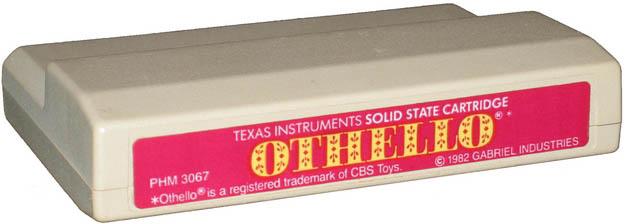 TEXAS INSTRUMENTS SOLID STATE CARTRIDGE
OTHELLO®*
PHM 3067 © 1982 GABRIEL INDUSTRIES
*Othello® is a registered trademark of CBS Toys.